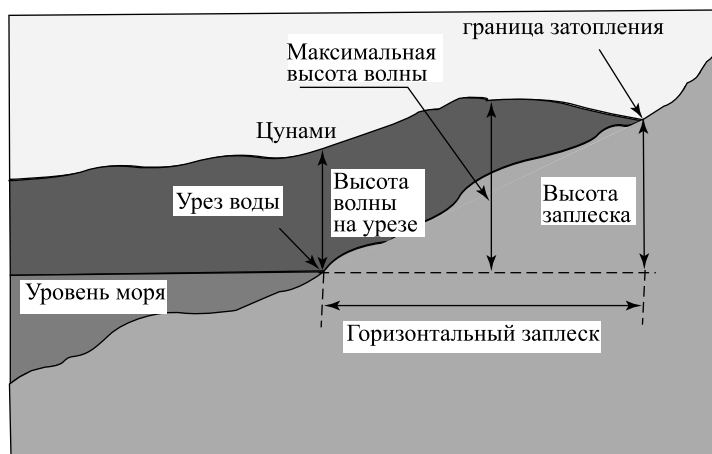 граница затопления
Максимальная
высота волны
Цунами
Урез воды
Высота
волны
на урезе
Высота
заплеска
Уровень моря
Горизонтальный заплеск